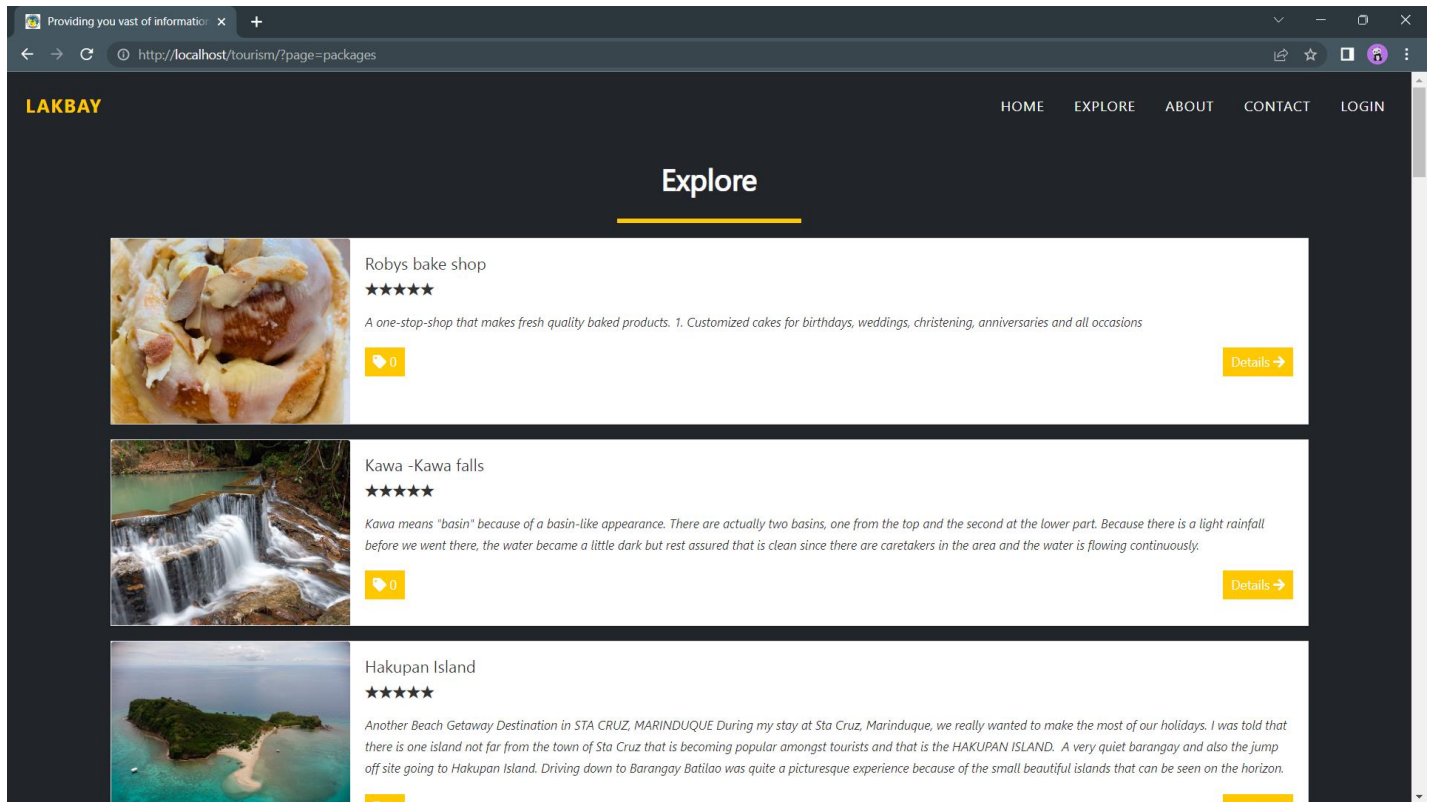 Providing you vast of information
http://localhost/tourism/?page=packages
LAKBAY
HOME EXPLORE ABOUT CONTACT LOGIN
Explore
Robys bake shop
★★★★★
A one-stop-shop that makes fresh quality baked products. 1. Customized cakes for birthdays, weddings, christening, anniversaries and all occasions
0
Details →
Kawa -Kawa falls
★★★★★
Kawa means "basin" because of a basin-like appearance. There are actually two basins, one from the top and the second at the lower part. Because there is a light rainfall
before we went there, the water became a little dark but rest assured that is clean since there are caretakers in the area and the water is flowing continuously.
0
Details →
Hakupan Island
★★★★★
Another Beach Getaway Destination in STA CRUZ, MARINDUQUE During my stay at Sta Cruz, Marinduque, we really wanted to make the most of our holidays. I was told that
there is one island not far from the town of Sta Cruz that is becoming popular amongst tourists and that is the HAKUPAN ISLAND. A very quiet barangay and also the jump
off site going to Hakupan Island. Driving down to Barangay Batilao was quite a picturesque experience because of the small beautiful islands that can be seen on the horizon.